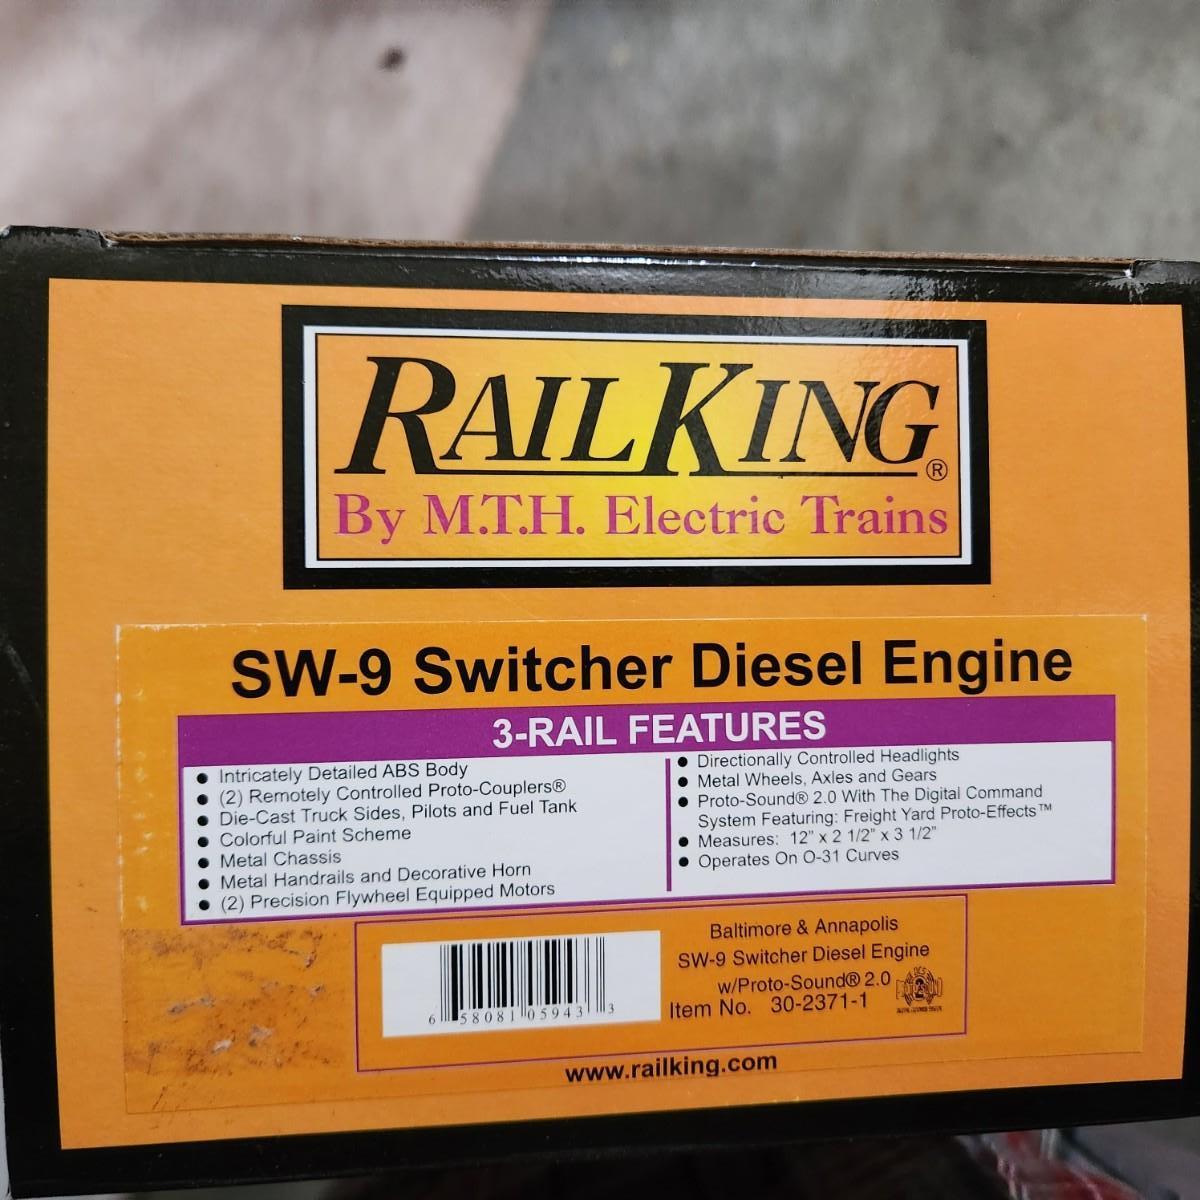 RAILKING®
By M.T.H. Electric Trains
SW-9 Switcher Diesel Engine
3-RAIL FEATURES
● Intricately Detailed ABS Body
● (2) Remotely Controlled Proto-Couplers®
● Die-Cast Truck Sides, Pilots and Fuel Tank
● Colorful Paint Scheme
● Metal Chassis
● Metal Handrails and Decorative Horn
● (2) Precision Flywheel Equipped Motors
● Directionally Controlled Headlights
● Metal Wheels, Axles and Gears
● Proto-Sound® 2.0 With The Digital Command
System Featuring: Freight Yard Proto-Effects™
● Measures: 12" x 2 1/2" x 3 1/2"
● Operates On O-31 Curves
6 58081 05943 3
Baltimore & Annapolis
SW-9 Switcher Diesel Engine
w/Proto-Sound® 2.0
Item No. 30-2371-1
www.railking.com